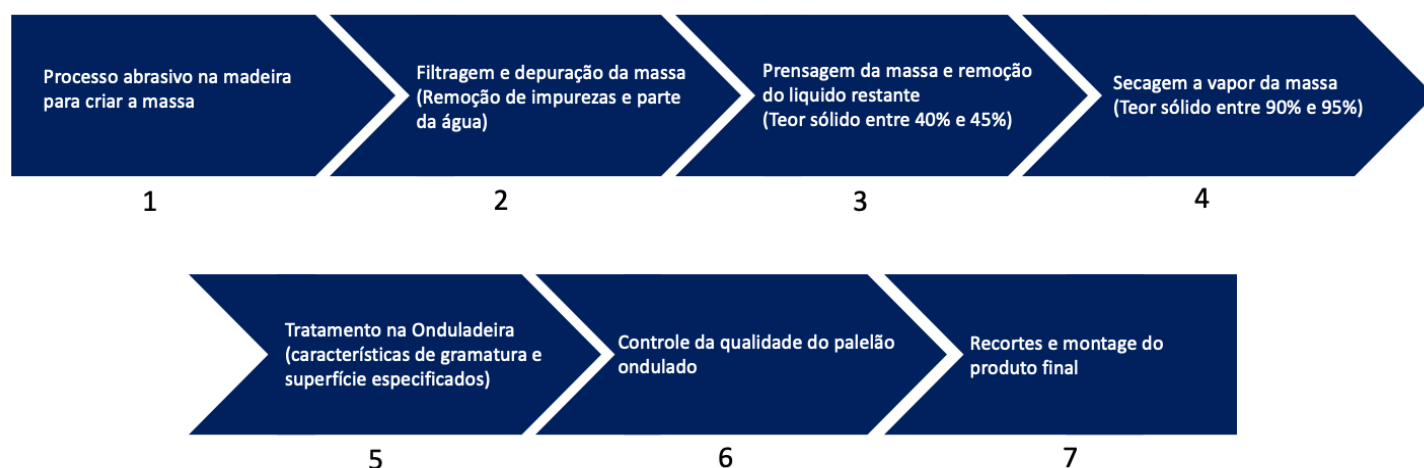 Processo abrasivo na madeira
para criar a massa
Filtragem e depuração da massa
(Remoção de impurezas e parte
da água)
Prensagem da massa e remoção
do liquido restante
(Teor sólido entre 40% e 45%)
Secagem a vapor da massa
(Teor sólido entre 90% e 95%)
1
2
3
4
Tratamento na Onduladeira
(características de gramatura e
superfície especificados)
Controle da qualidade do palelão
ondulado
Recortes e montage do
produto final
5
6
7